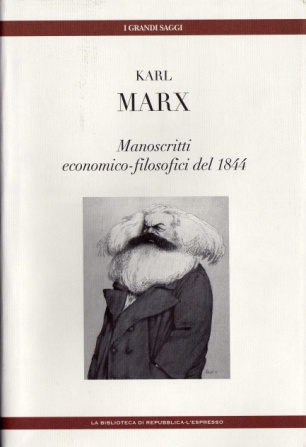 I GRANDI SAGGI
KARL
MARX
Manoscritti
economico-filosofici del 1844
LA BIBLIOTECA DI REPUBBLICA-L'ESPRESSO